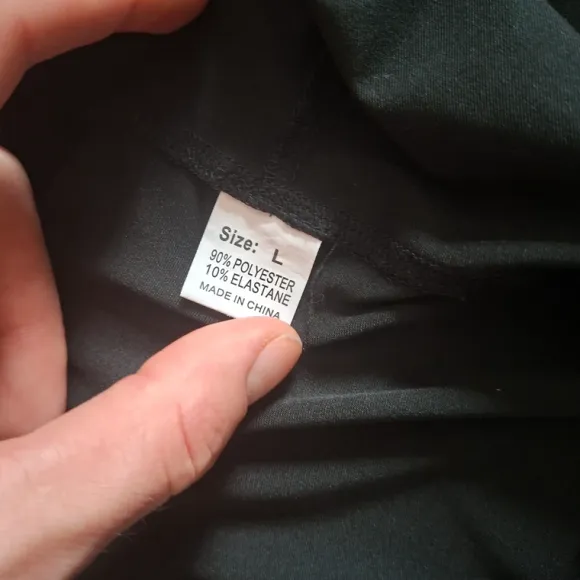 Size: L
90% POLYESTER
10% ELASTANE
MADE IN CHINA